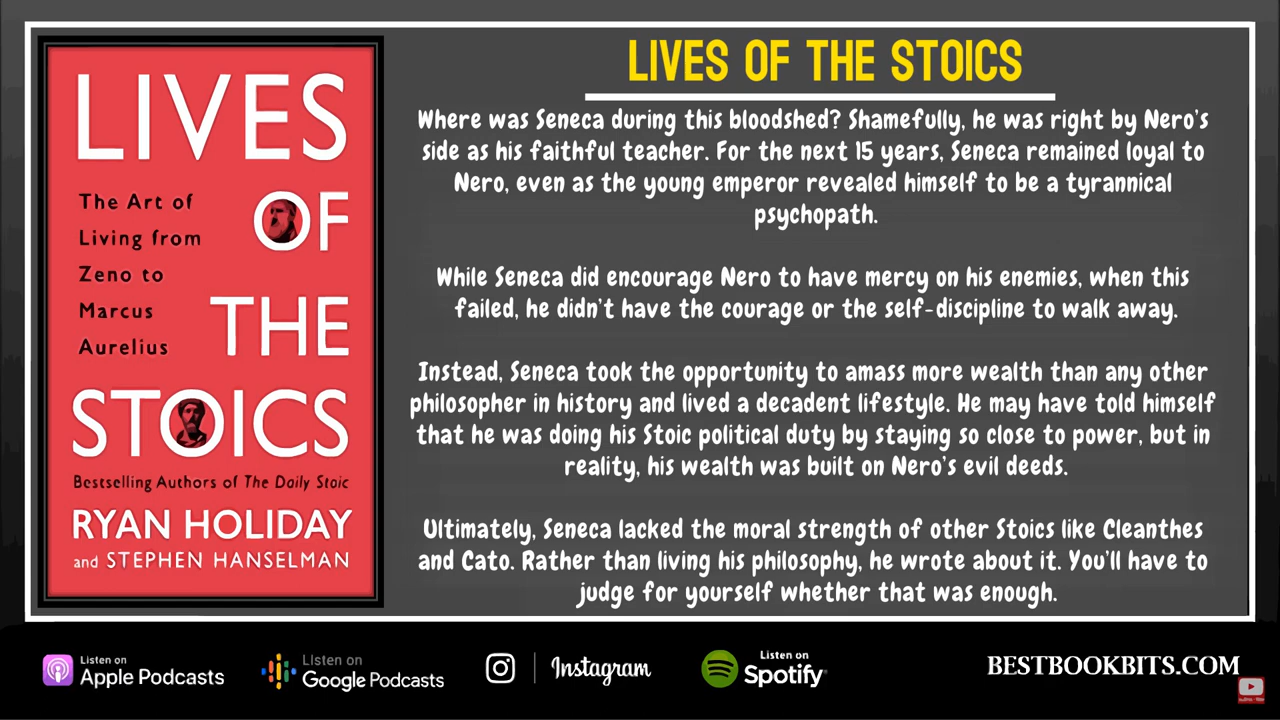 LIVES
OF
THE
STOICS
The Art of
Living from
Zeno to
Marcus
Aurelius
Bestselling Authors of The Daily Stoic
RYAN HOLIDAY
and STEPHEN HANSELMAN
LIVES OF THE STOICS
Where was Seneca during this bloodshed? Shamefully, he was right by Nero's
side as his faithful teacher. For the next 15 years, Seneca remained loyal to
Nero, even as the young emperor revealed himself to be a tyrannical
psychopath.
While Seneca did encourage Nero to have mercy on his enemies, when this
failed, he didn't have the courage or the self-discipline to walk away.
Instead, Seneca took the opportunity to amass more wealth than any other
philosopher in history and lived a decadent lifestyle. He may have told himself
that he was doing his Stoic political duty by staying so close to power, but in
reality, his wealth was built on Nero's evil deeds.
Ultimately, Seneca lacked the moral strength of other Stoics like Cleanthes
and Cato. Rather than living his philosophy, he wrote about it. You'll have to
judge for yourself whether that was enough.
Listen on
Apple Podcasts
Listen on
Google Podcasts
Instagram
Listen on
Spotify
BESTBOOKBITS.COM